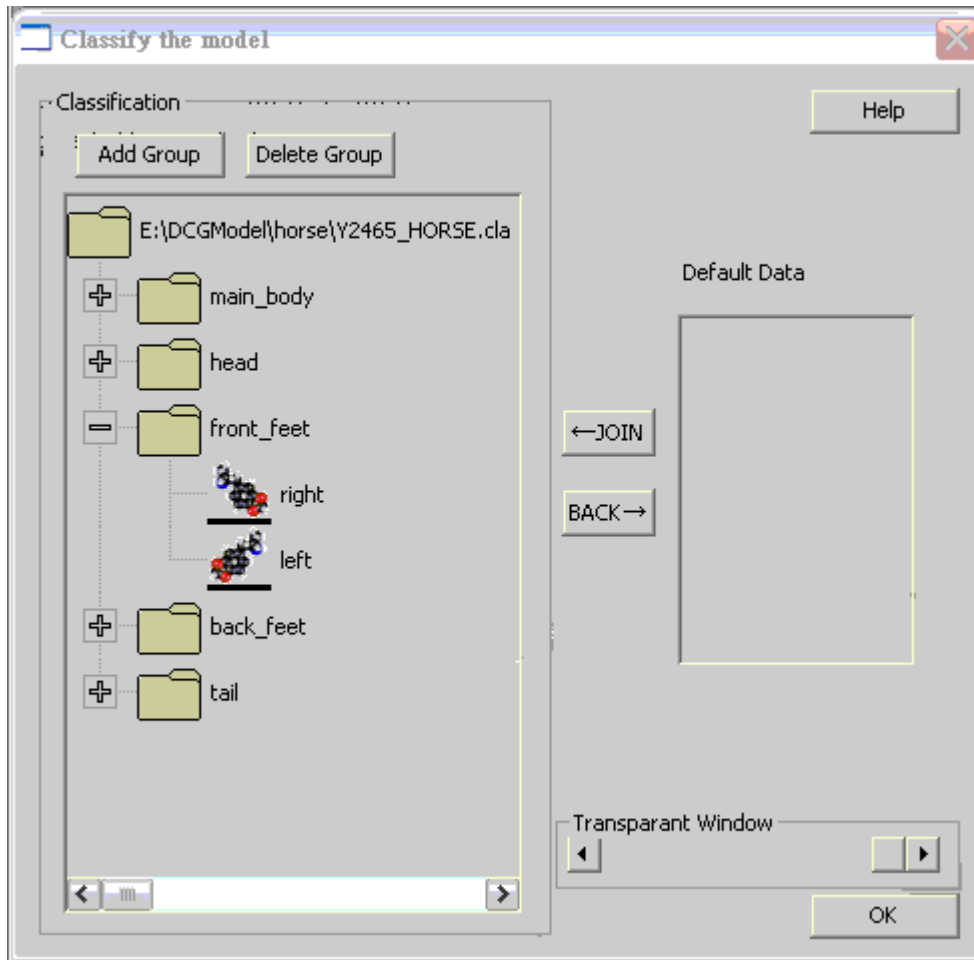 Classify the model
Classification
Help
Add Group
Delete Group
E:\DCGModel\horse\Y2465_HORSE.cla
Default Data
main_body
head
front_feet
←JOIN
right
BACK→
left
back_feet
tail
Transparant Window
OK